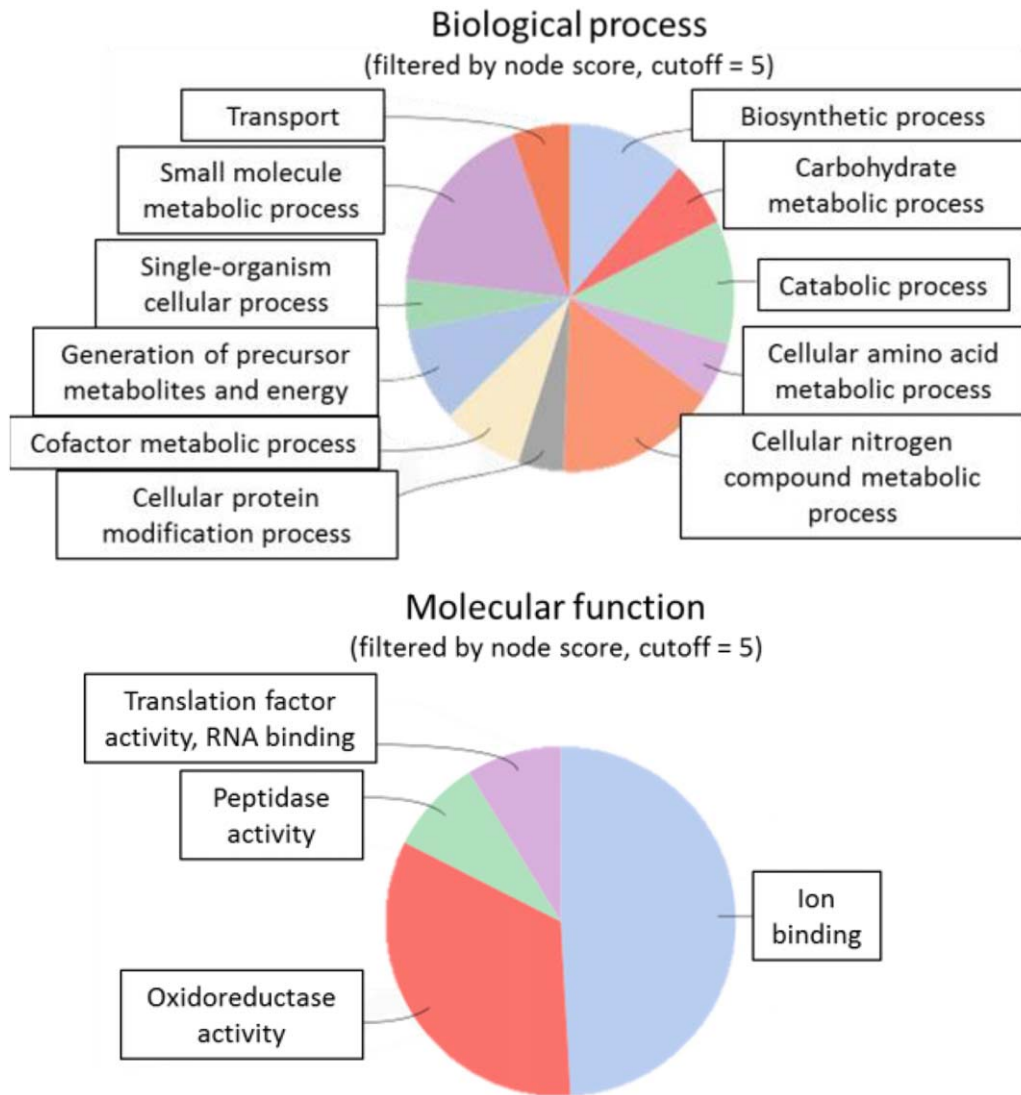 Biological process
(filtered by node score, cutoff = 5)
Transport
Small molecule
metabolic process
Single-organism
cellular process
Generation of precursor
metabolites and energy
Cofactor metabolic process
Cellular protein
modification process
Biosynthetic process
Carbohydrate
metabolic process
Catabolic process
Cellular amino acid
metabolic process
Cellular nitrogen
compound metabolic
process
Molecular function
(filtered by node score, cutoff = 5)
Translation factor
activity, RNA binding
Peptidase
activity
Oxidoreductase
activity
Ion
binding